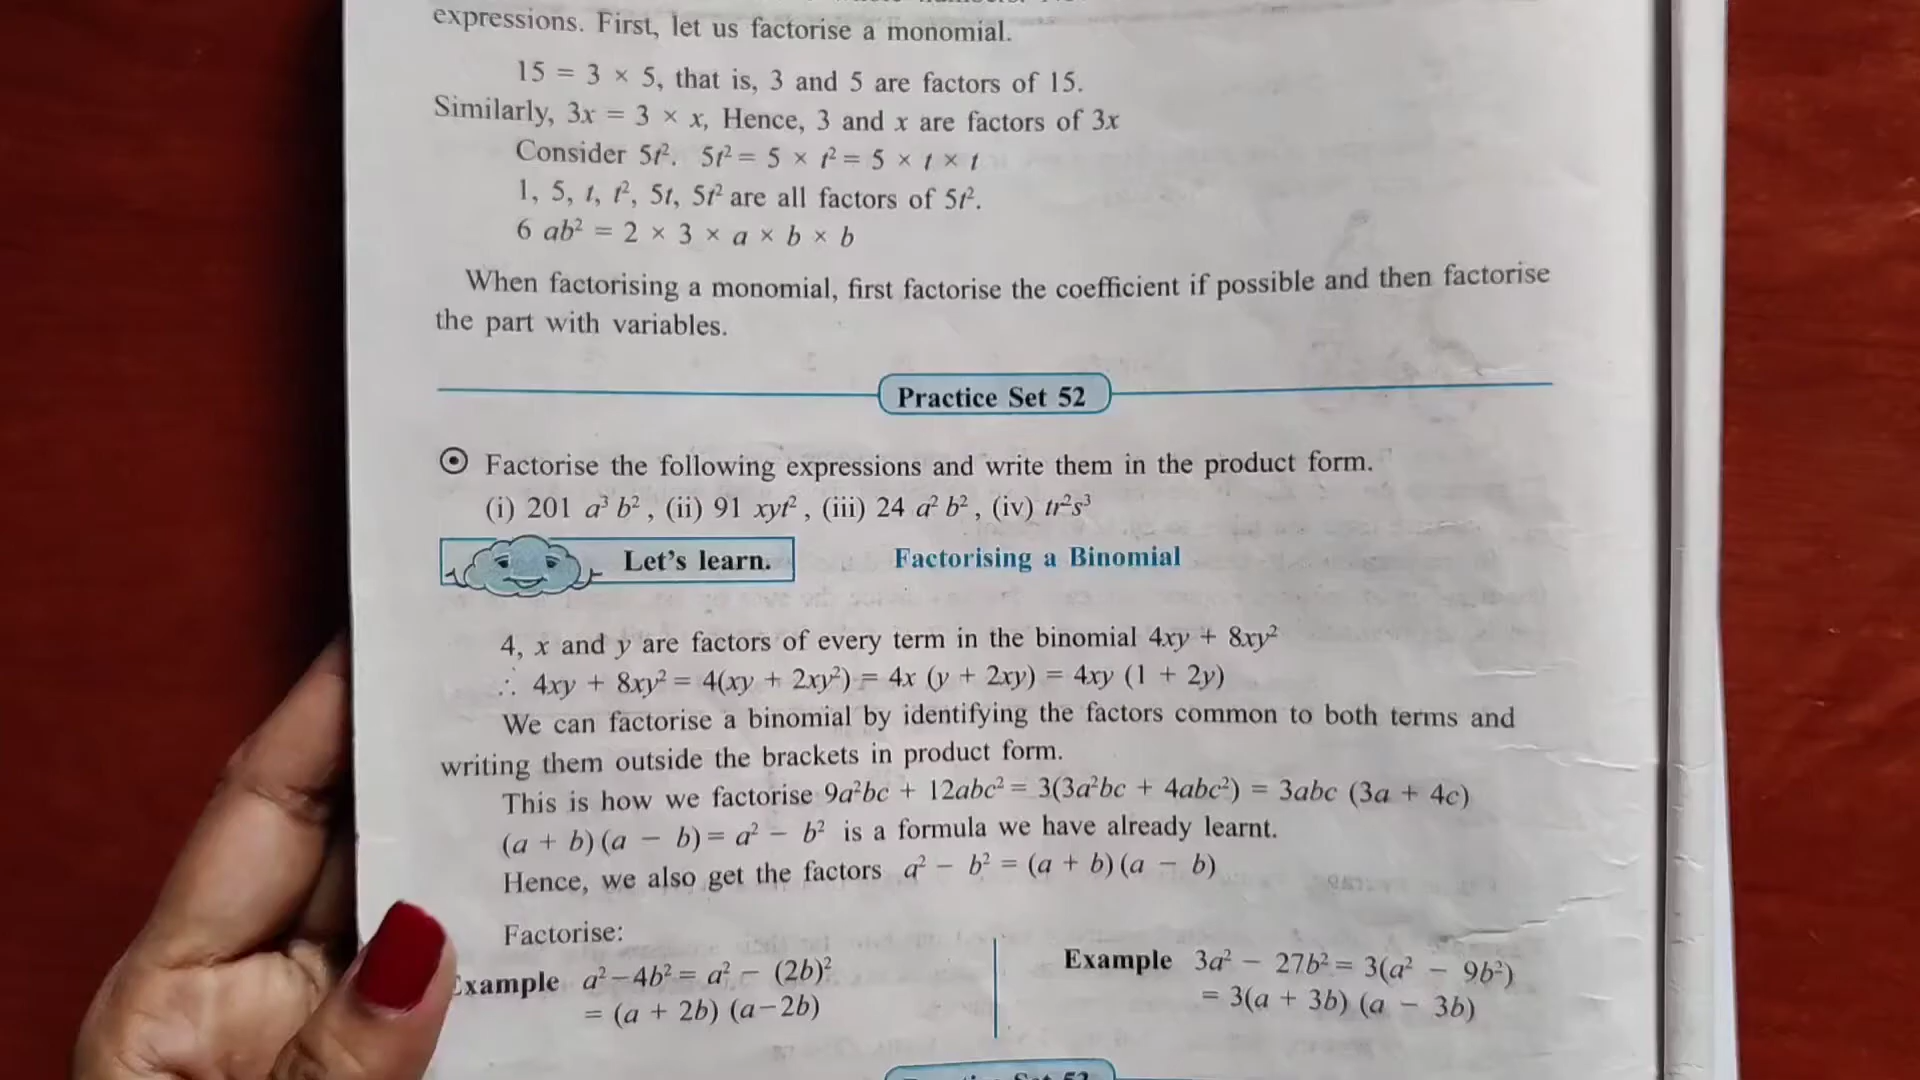 expressions. First, let us factorise a monomial.
15 = 3 × 5, that is, 3 and 5 are factors of 15.
Similarly, 3x = 3 × x, Hence, 3 and x are factors of 3x
Consider 5t². 5t² = 5 × t² = 5 × t × t
1, 5, t, t², 5t, 5t² are all factors of 5t².
6 ab² = 2 × 3 × a × b × b
When factorising a monomial, first factorise the coefficient if possible and then factorise
the part with variables.
Practice Set 52
Factorise the following expressions and write them in the product form.
(i) 201 a³ b² , (ii) 91 xyt² , (iii) 24 a² b² , (iv) tr²s³
Let's learn. Factorising a Binomial
4, x and y are factors of every term in the binomial 4xy + 8xy²
∴ 4xy + 8xy² = 4(xy + 2xy²) = 4x (y + 2xy) = 4xy (1 + 2y)
We can factorise a binomial by identifying the factors common to both terms and
writing them outside the brackets in product form.
This is how we factorise 9a²bc + 12abc² = 3(3a²bc + 4abc²) = 3abc (3a + 4c)
(a + b) (a − b) = a² − b² is a formula we have already learnt.
Hence, we also get the factors a² − b² = (a + b) (a − b)
Factorise:
Example a² − 4b² = a² − (2b)²
= (a + 2b) (a − 2b)
Example 3a² − 27b² = 3(a² − 9b²)
= 3(a + 3b) (a − 3b)